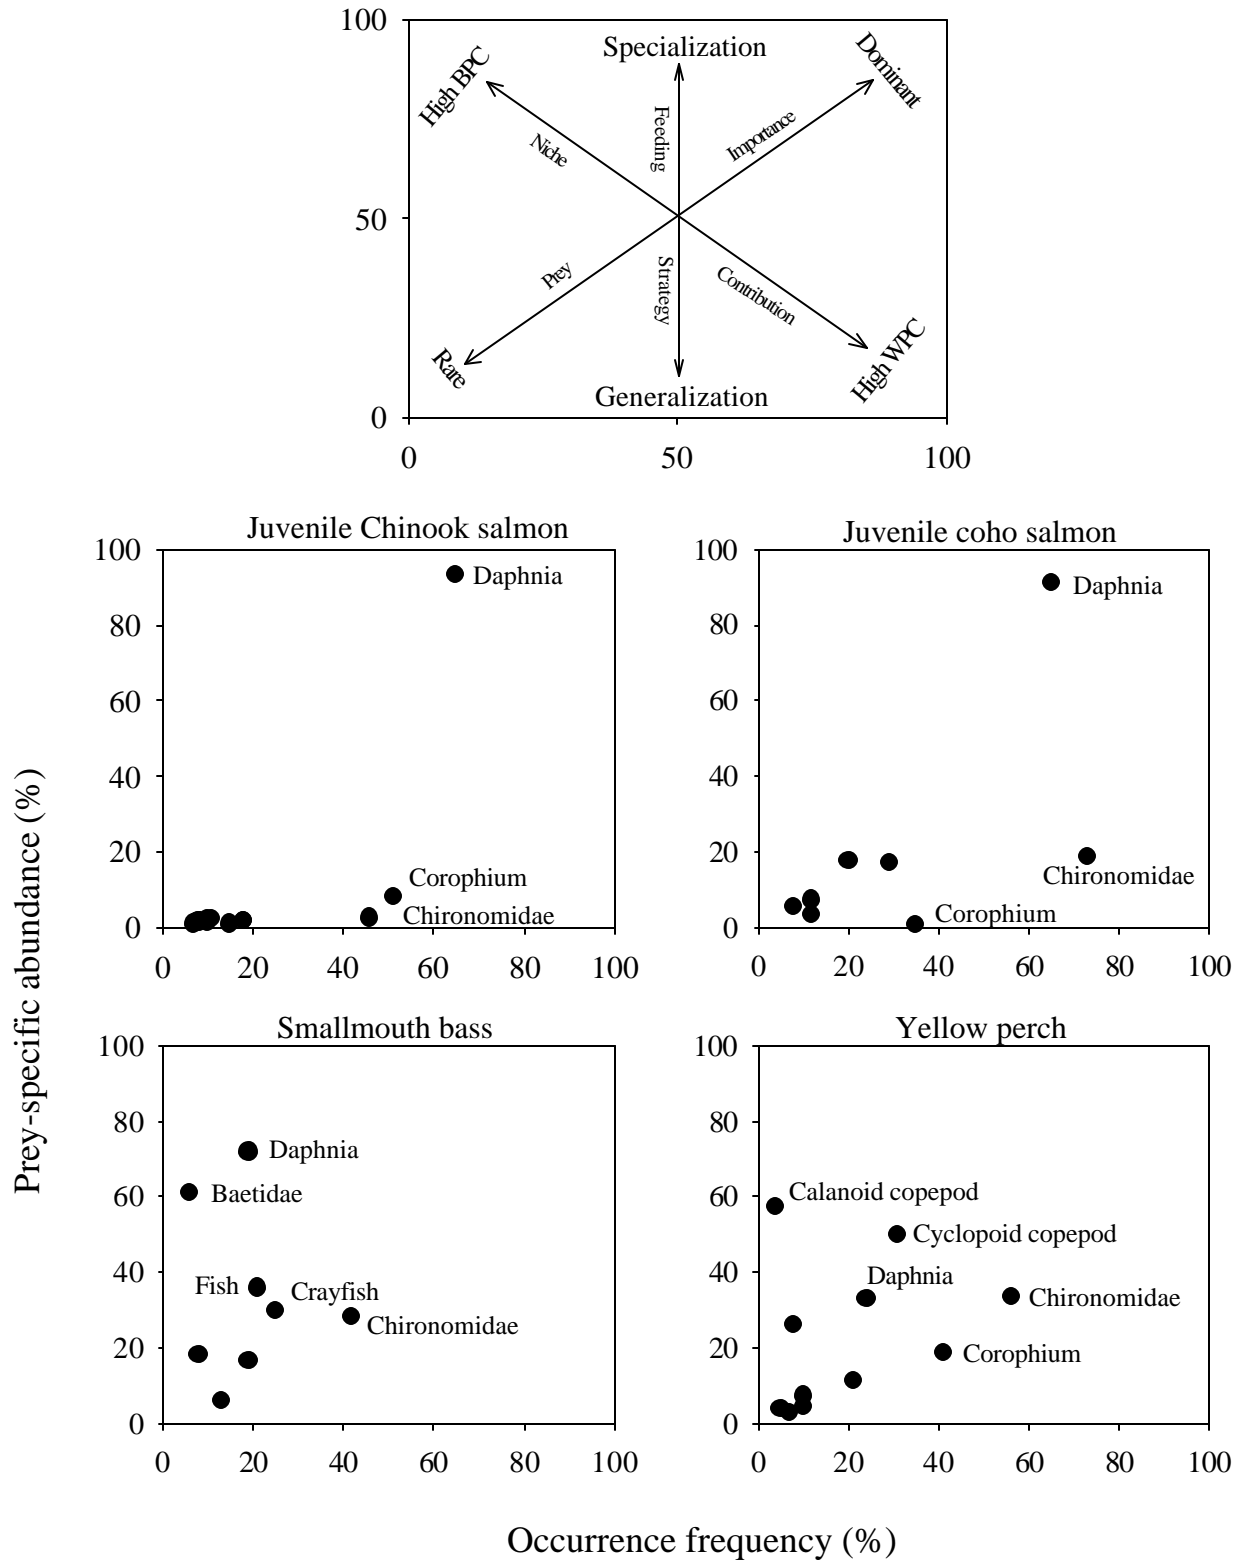 100
Specialization
Dominant
High BPC
Feeding
Importance
Niche
50
Prey
Strategy
Contribution
Rare
High WPC
Generalization
0
0 50 100
Prey-specific abundance (%)
Juvenile Chinook salmon
100
80
60
40
20
0
Daphnia
Corophium
Chironomidae
0 20 40 60 80 100
Juvenile coho salmon
100
80
60
40
20
0
Daphnia
Chironomidae
Corophium
0 20 40 60 80 100
Smallmouth bass
100
80
60
40
20
0
Daphnia
Baetidae
Fish
Crayfish
Chironomidae
0 20 40 60 80 100
Yellow perch
100
80
60
40
20
0
Calanoid copepod
Cyclopoid copepod
Daphnia
Chironomidae
Corophium
0 20 40 60 80 100
Occurrence frequency (%)